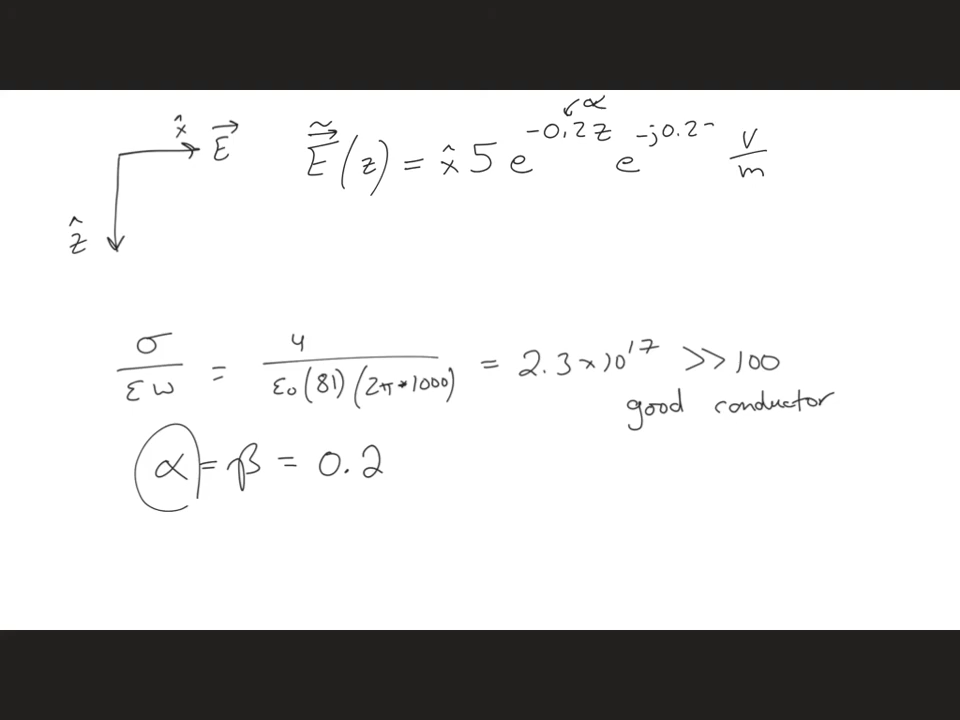 x̂ E⃗
ẑ
Ẽ⃗(z) = x̂ 5 e^{-0.2z} e^{-j0.2} V/m
α
σ/(εω) = 4/(ε₀(81)(2π*1000)) = 2.3×10^{17} >> 100
good conductor
α = β = 0.2